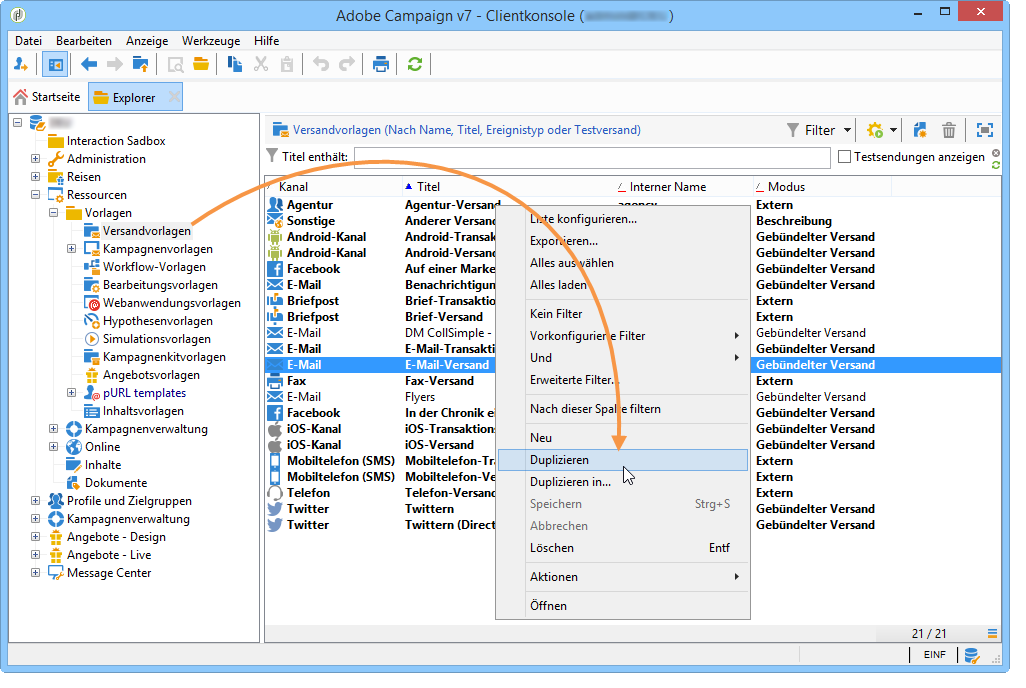 Adobe Campaign v7 - Clientkonsole ( )
Datei Bearbeiten Anzeige Werkzeuge Hilfe
Startseite Explorer
Interaction Sadbox
Administration
Reisen
Ressourcen
Vorlagen
Versandvorlagen
Kampagnenvorlagen
Workflow-Vorlagen
Bearbeitungsvorlagen
Webanwendungsvorlagen
Hypothesenvorlagen
Simulationsvorlagen
Kampagnenkitvorlagen
Angebotsvorlagen
pURL templates
Inhaltsvorlagen
Kampagnenverwaltung
Online
Inhalte
Dokumente
Profile und Zielgruppen
Kampagnenverwaltung
Angebote - Design
Angebote - Live
Message Center
Versandvorlagen (Nach Name, Titel, Ereignistyp oder Testversand) Filter
Titel enthält: Testsendungen anzeigen
Kanal Titel Interner Name Modus
Agentur Agentur-Versand agency Extern
Sonstige Anderer Versand Beschreibung
Android-Kanal Android-Transak Gebündelter Versand
Android-Kanal Android-Versand Gebündelter Versand
Facebook Auf einer Marke Gebündelter Versand
E-Mail Benachrichtigun Gebündelter Versand
Briefpost Brief-Transaktio Extern
Briefpost Brief-Versand Extern
E-Mail DM CollSimple - Gebündelter Versand
E-Mail E-Mail-Transakti Gebündelter Versand
E-Mail E-Mail-Versand Gebündelter Versand
Fax Fax-Versand Extern
E-Mail Flyers Gebündelter Versand
Facebook In der Chronik e Gebündelter Versand
iOS-Kanal iOS-Transaktion Gebündelter Versand
iOS-Kanal iOS-Versand Gebündelter Versand
Mobiltelefon (SMS) Mobiltelefon-Tra Extern
Mobiltelefon (SMS) Mobiltelefon-Ve Extern
Telefon Telefon-Versand Extern
Twitter Twittern Gebündelter Versand
Twitter Twittern (Direct Gebündelter Versand
Liste konfigurieren...
Exportieren...
Alles auswählen
Alles laden
Kein Filter
Vorkonfigurierte Filter
Und
Erweiterte Filter...
Nach dieser Spalte filtern
Neu
Duplizieren
Duplizieren in...
Speichern Strg+S
Abbrechen
Löschen Entf
Aktionen
Öffnen
21 / 21
EINF